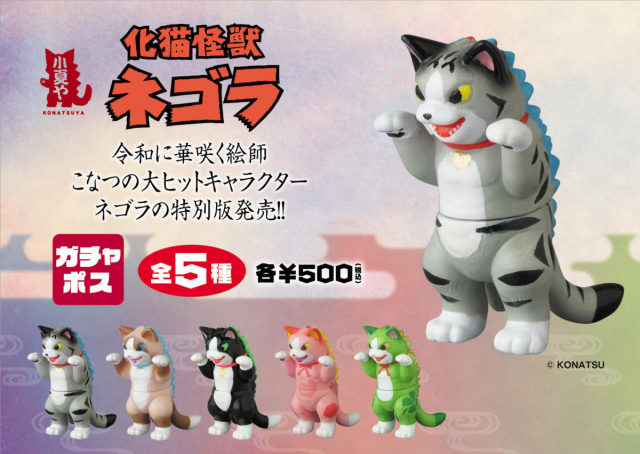 小夏や
KONATSUYA
化猫怪獣
ネゴラ
令和に華咲く絵師
こなつの大ヒットキャラクター
ネゴラの特別版発売!!
ガチャ
ポス
全5種
各¥500(税込)
© KONATSU